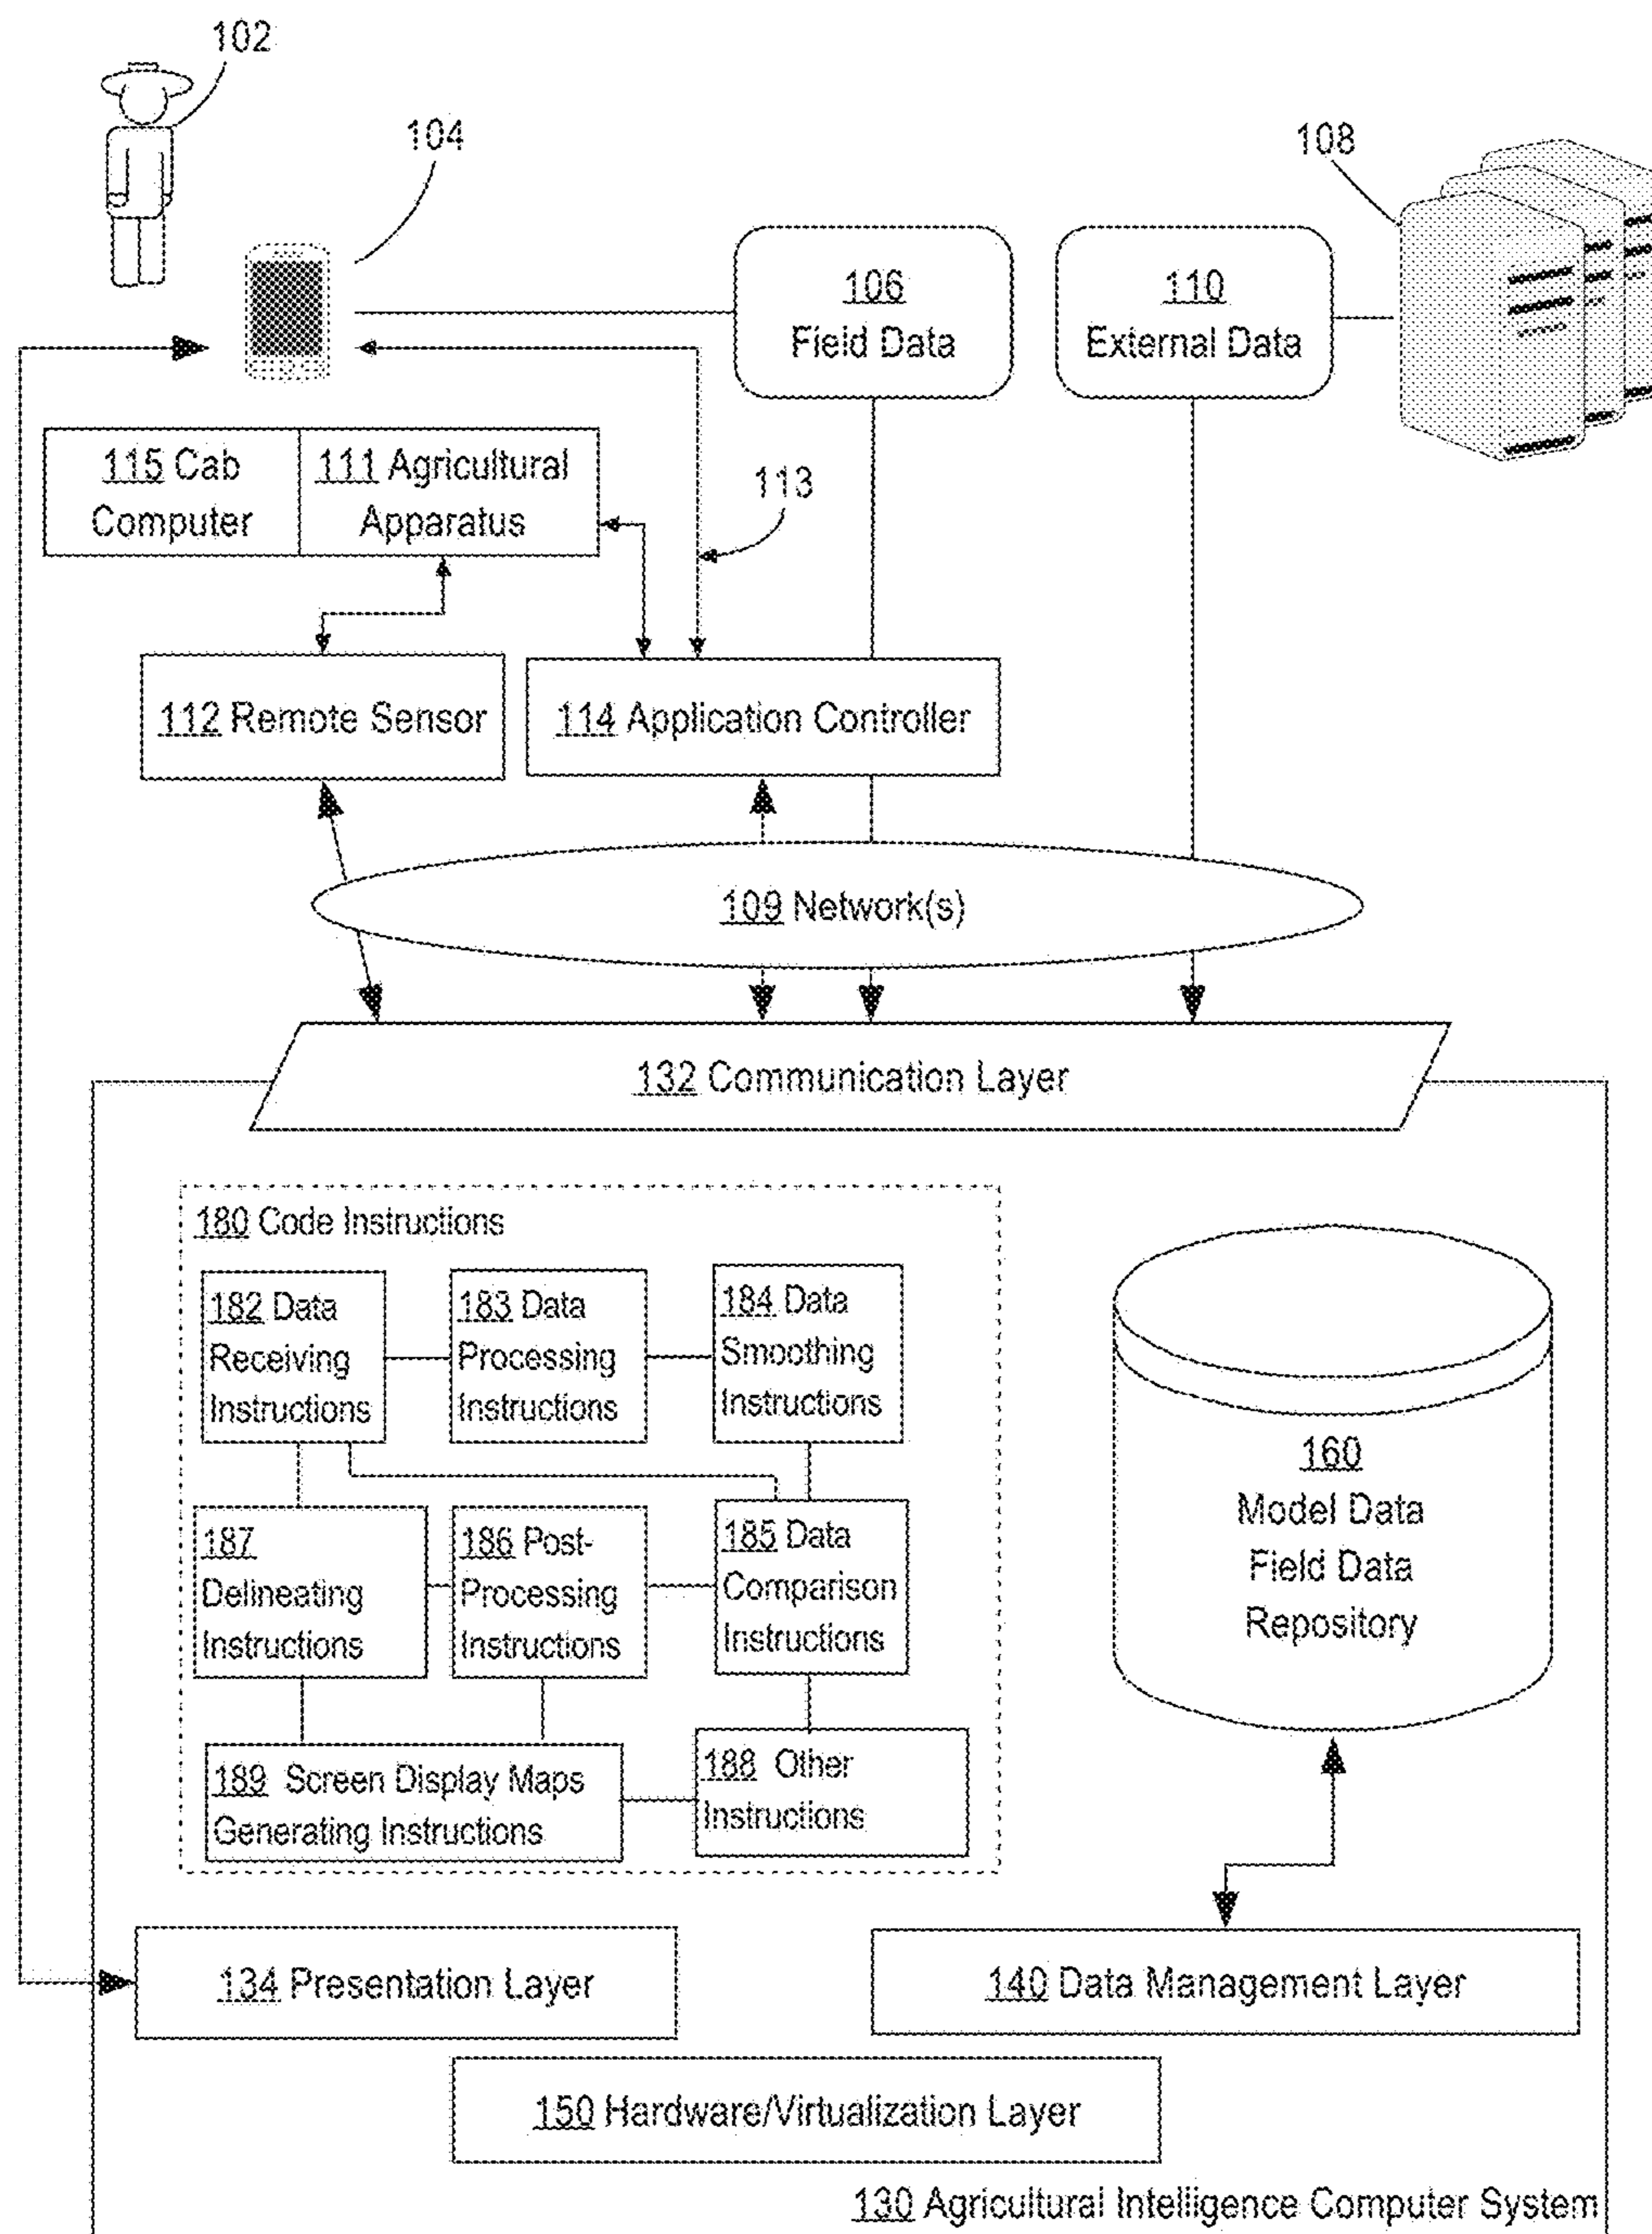 102
104
108
106
Field Data
110
External Data
115 Cab
Computer
111 Agricultural
Apparatus
113
112 Remote Sensor
114 Application Controller
109 Network(s)
132 Communication Layer
180 Code Instructions
182 Data
Receiving
Instructions
183 Data
Processing
Instructions
184 Data
Smoothing
Instructions
187
Delineating
Instructions
186 Post-
Processing
Instructions
185 Data
Comparison
Instructions
189 Screen Display Maps
Generating Instructions
188 Other
Instructions
160
Model Data
Field Data
Repository
134 Presentation Layer
140 Data Management Layer
150 Hardware/Virtualization Layer
130 Agricultural Intelligence Computer System